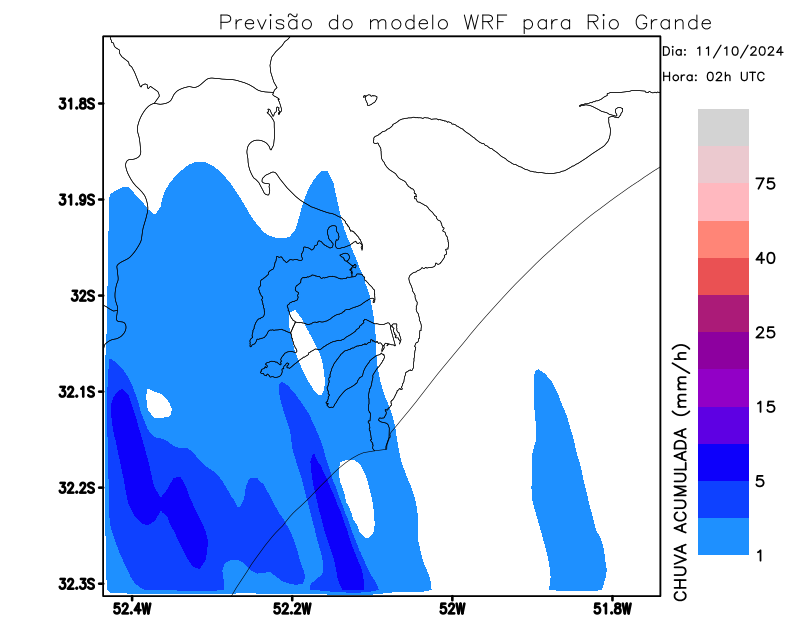 Previsão do modelo WRF para Rio Grande
Dia: 11/10/2024
Hora: 02h UTC
31.8S
31.9S
32S
32.1S
32.2S
32.3S
52.4W
52.2W
52W
51.8W
75
40
25
15
5
1
CHUVA ACUMULADA (mm/h)